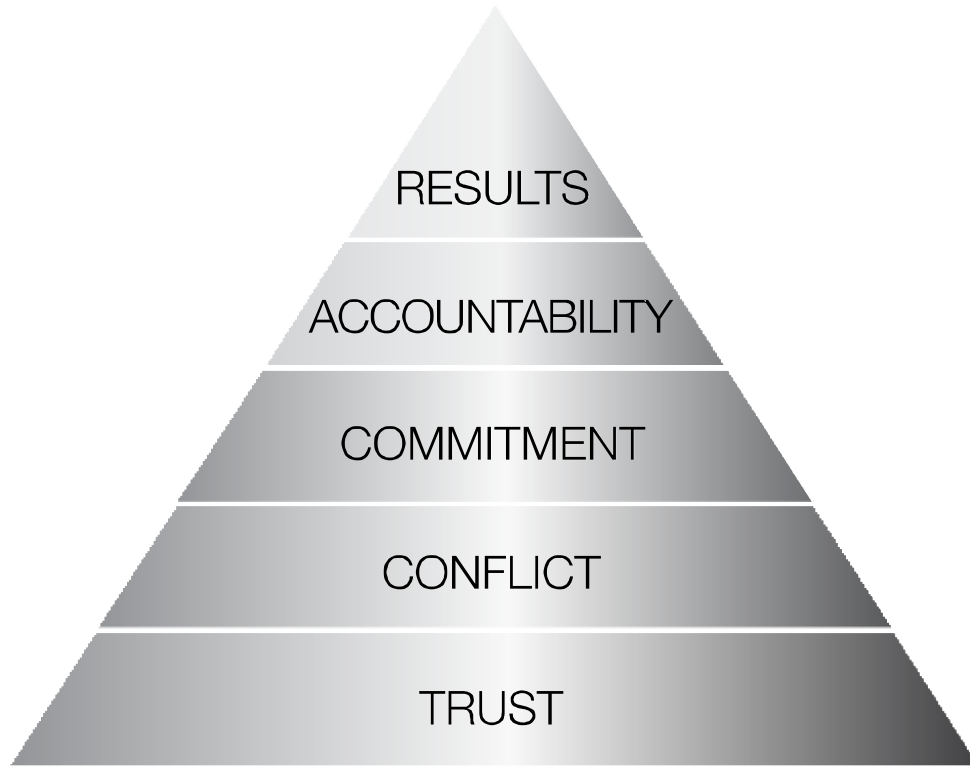 RESULTS
ACCOUNTABILITY
COMMITMENT
CONFLICT
TRUST